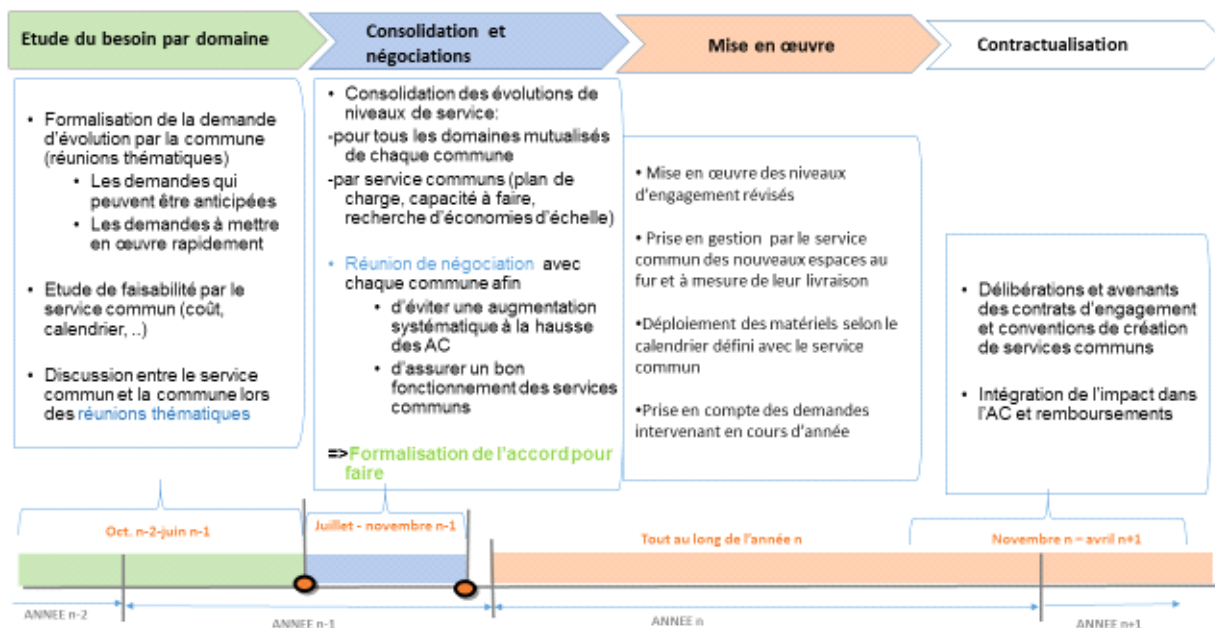 Etude du besoin par domaine
Consolidation et
négociations
Mise en œuvre
Contractualisation
• Formalisation de la demande
d'évolution par la commune
(réunions thématiques)
• Les demandes qui
peuvent être anticipées
• Les demandes à mettre
en œuvre rapidement
• Etude de faisabilité par le
service commun (coût,
calendrier, ..)
• Discussion entre le service
commun et la commune lors
des réunions thématiques
• Consolidation des évolutions de
niveaux de service:
-pour tous les domaines mutualisés
de chaque commune
-par service communs (plan de
charge, capacité à faire,
recherche d'économies d'échelle)
• Réunion de négociation avec
chaque commune afin
• d'éviter une augmentation
systématique à la hausse
des AC
• d'assurer un bon
fonctionnement des services
communs
=>Formalisation de l'accord pour
faire
• Mise en œuvre des niveaux
d'engagement révisés
• Prise en gestion par le service
commun des nouveaux espaces au
fur et à mesure de leur livraison
•Déploiement des matériels selon le
calendrier défini avec le service
commun
•Prise en compte des demandes
intervenant en cours d'année
• Délibérations et avenants
des contrats d'engagement
et conventions de création
de services communs
• Intégration de l'impact dans
l'AC et remboursements
Oct. n-2-juin n-1
Juillet - novembre n-1
Tout au long de l'année n
Novembre n – avril n+1
ANNEE n-2
ANNEE n-1
ANNEE n
ANNEE n+1